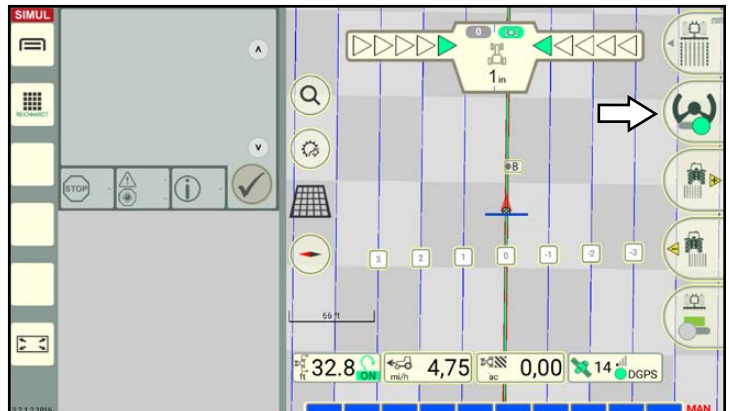 SIMUL
REICHHARDT
STOP
0
1 in
B
3
2
1
0
-1
-2
-3
66 ft
ft 32.8 ON
mi/h 4,75
ac 0,00
14 DGPS
MAN